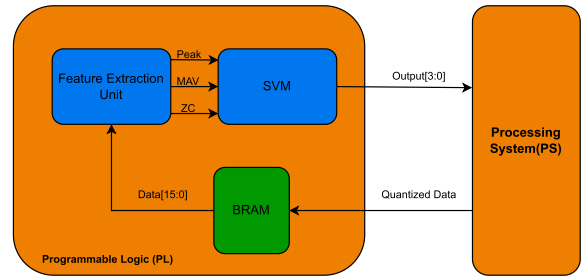 Peak
Feature Extraction
Unit
MAV
SVM
Output[3:0]
ZC
Processing
System(PS)
Data[15:0]
BRAM
Quantized Data
Programmable Logic (PL)